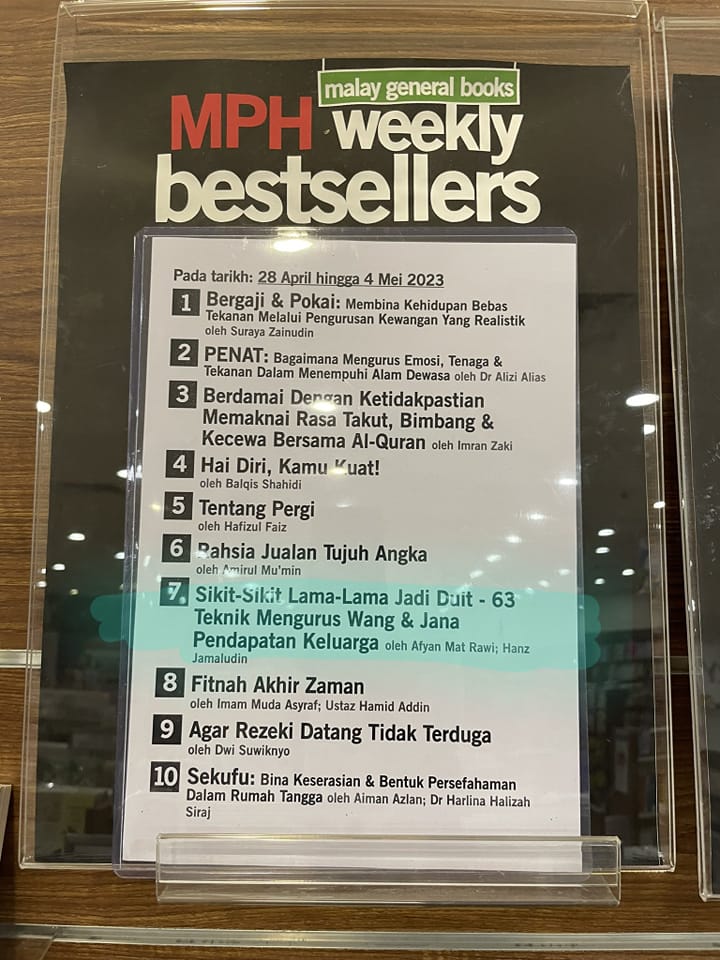 malay general books
MPH weekly
bestsellers
Pada tarikh: 28 April hingga 4 Mei 2023
1 Bergaji & Pokai: Membina Kehidupan Bebas
Tekanan Melalui Pengurusan Kewangan Yang Realistik
oleh Suraya Zainudin
2 PENAT: Bagaimana Mengurus Emosi, Tenaga &
Tekanan Dalam Menempuhi Alam Dewasa oleh Dr Alizi Alias
3 Berdamai Dengan Ketidakpastian
Memaknai Rasa Takut, Bimbang &
Kecewa Bersama Al-Quran oleh Imran Zaki
4 Hai Diri, Kamu Kuat!
oleh Balqis Shahidi
5 Tentang Pergi
oleh Hafizul Faiz
6 Rahsia Jualan Tujuh Angka
oleh Amirul Mu'min
7 Sikit-Sikit Lama-Lama Jadi Duit - 63
Teknik Mengurus Wang & Jana
Pendapatan Keluarga oleh Afyan Mat Rawi; Hanz
Jamaludin
8 Fitnah Akhir Zaman
oleh Imam Muda Asyraf; Ustaz Hamid Addin
9 Agar Rezeki Datang Tidak Terduga
oleh Dwi Suwiknyo
10 Sekufu: Bina Keserasian & Bentuk Persefahaman
Dalam Rumah Tangga oleh Aiman Azlan; Dr Harlina Halizah
Siraj